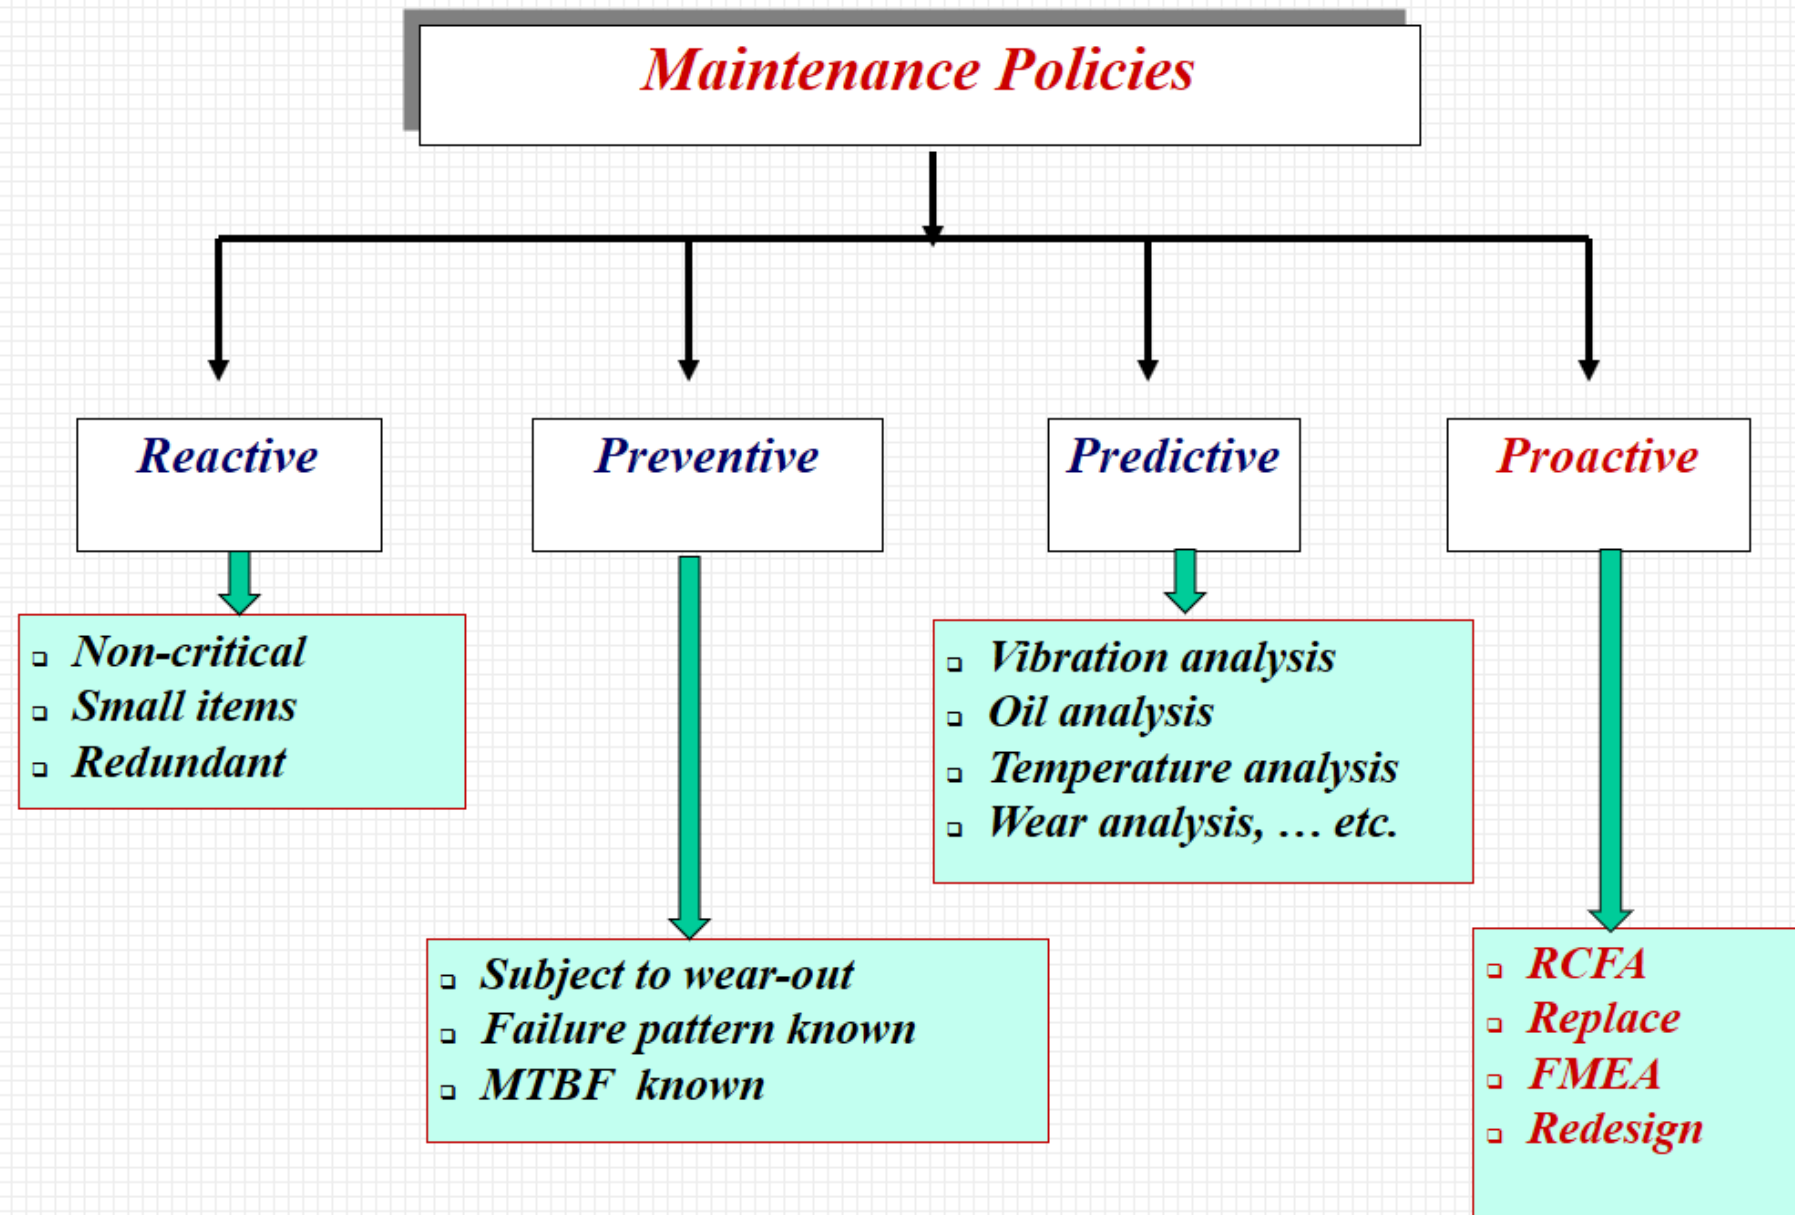 Maintenance Policies
Reactive
Preventive
Predictive
Proactive
Non-critical
Small items
Redundant
Subject to wear-out
Failure pattern known
MTBF known
Vibration analysis
Oil analysis
Temperature analysis
Wear analysis, … etc.
RCFA
Replace
FMEA
Redesign